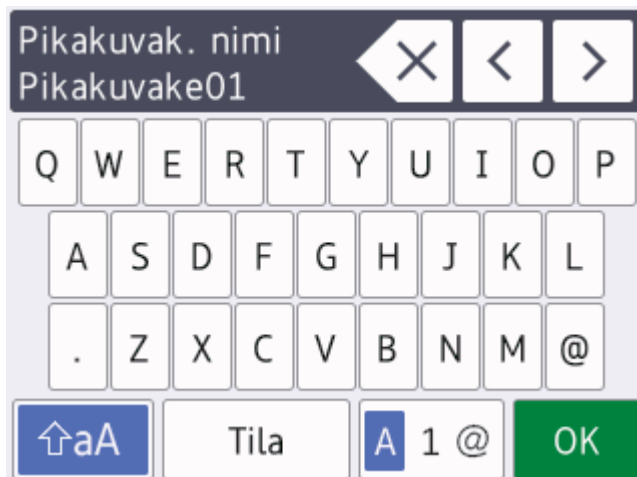 Pikakuvak. nimi
Pikakuvake01
Q W E R T Y U I O P
A S D F G H J K L
. Z X C V B N M @
aA Tila A 1 @ OK